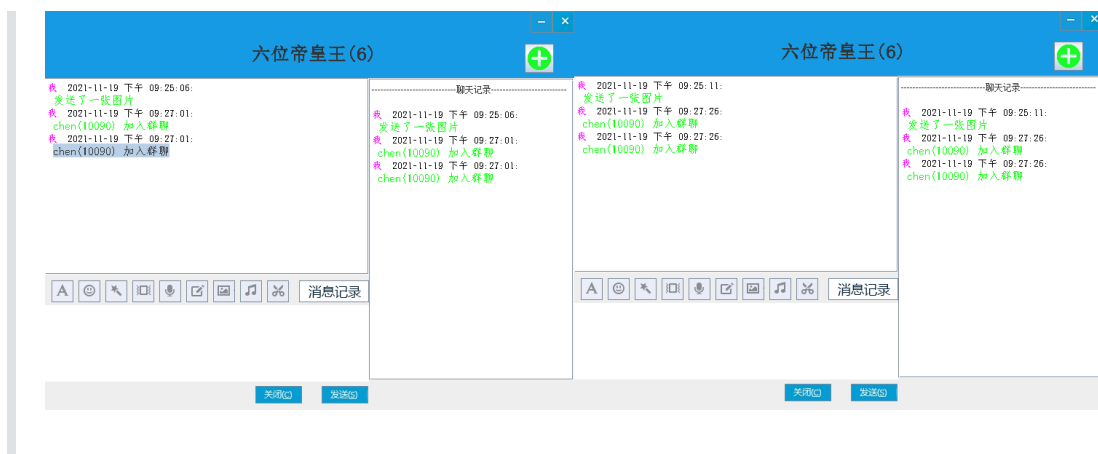 六位帝皇王(6)
我 2021-11-19 下午 09:25:06:
发送了一张图片
我 2021-11-19 下午 09:27:01:
chen(10090) 加入群聊
我 2021-11-19 下午 09:27:01:
chen(10090) 加入群聊
消息记录
关闭(C) 发送(S)
--------------------聊天记录--------------------
我 2021-11-19 下午 09:25:06:
发送了一张图片
我 2021-11-19 下午 09:27:01:
chen(10090) 加入群聊
我 2021-11-19 下午 09:27:01:
chen(10090) 加入群聊
六位帝皇王(6)
我 2021-11-19 下午 09:25:11:
发送了一张图片
我 2021-11-19 下午 09:27:26:
chen(10090) 加入群聊
我 2021-11-19 下午 09:27:26:
chen(10090) 加入群聊
消息记录
关闭(C) 发送(S)
--------------------聊天记录--------------------
我 2021-11-19 下午 09:25:11:
发送了一张图片
我 2021-11-19 下午 09:27:26:
chen(10090) 加入群聊
我 2021-11-19 下午 09:27:26:
chen(10090) 加入群聊